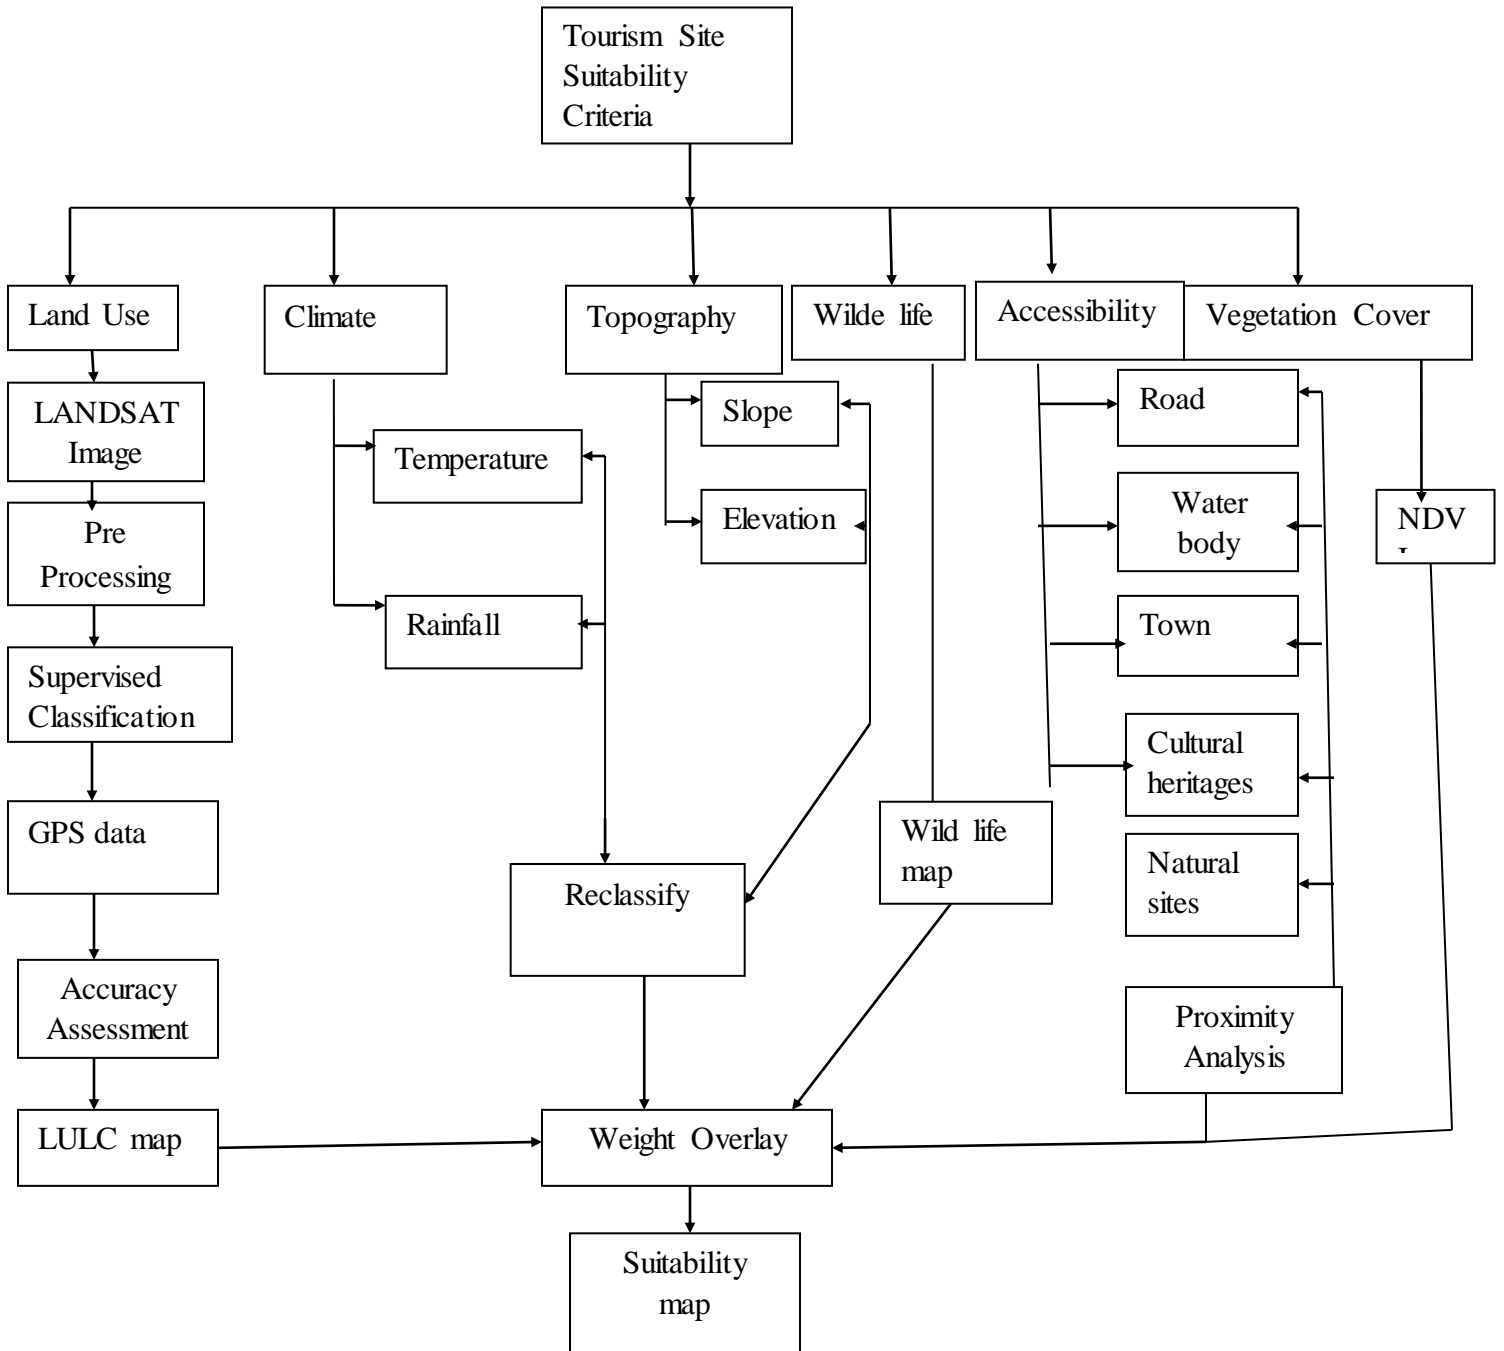 Tourism Site
Suitability
Criteria
Land Use
Climate
Topography
Wilde life
Accessibility
Vegetation Cover
LANDSAT
Image
Pre
Processing
Supervised
Classification
GPS data
Accuracy
Assessment
LULC map
Temperature
Rainfall
Slope
Elevation
Reclassify
Wild life
map
Road
Water
body
Town
Cultural
heritages
Natural
sites
Proximity
Analysis
NDV
Weight Overlay
Suitability
map